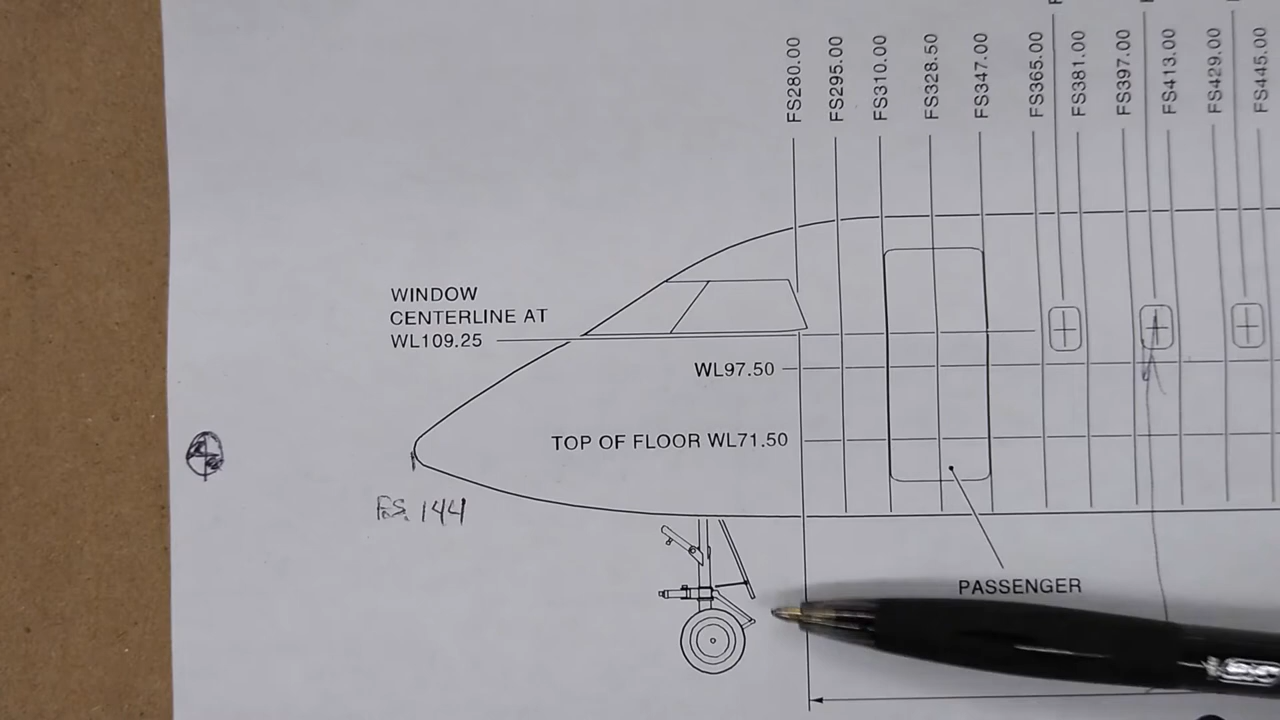 FS280.00
FS295.00
FS310.00
FS328.50
FS347.00
FS365.00
FS381.00
FS397.00
FS413.00
FS429.00
FS445.00
WINDOW
CENTERLINE AT
WL109.25
WL97.50
TOP OF FLOOR WL71.50
F.S. 144
PASSENGER